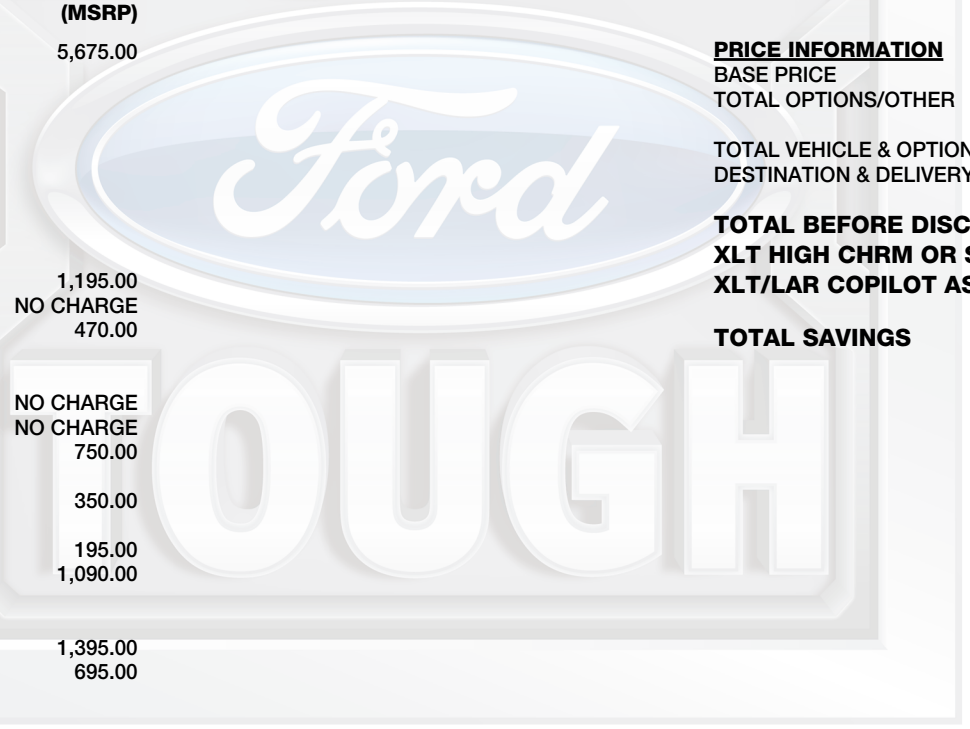 (MSRP)
5,675.00
1,195.00
NO CHARGE
470.00
NO CHARGE
NO CHARGE
750.00
350.00
195.00
1,090.00
1,395.00
695.00
PRICE INFORMATION
BASE PRICE
TOTAL OPTIONS/OTHER
TOTAL VEHICLE & OPTION
DESTINATION & DELIVERY
TOTAL BEFORE DISC
XLT HIGH CHRM OR S
XLT/LAR COPILOT AS
TOTAL SAVINGS
Ford
TOUGH